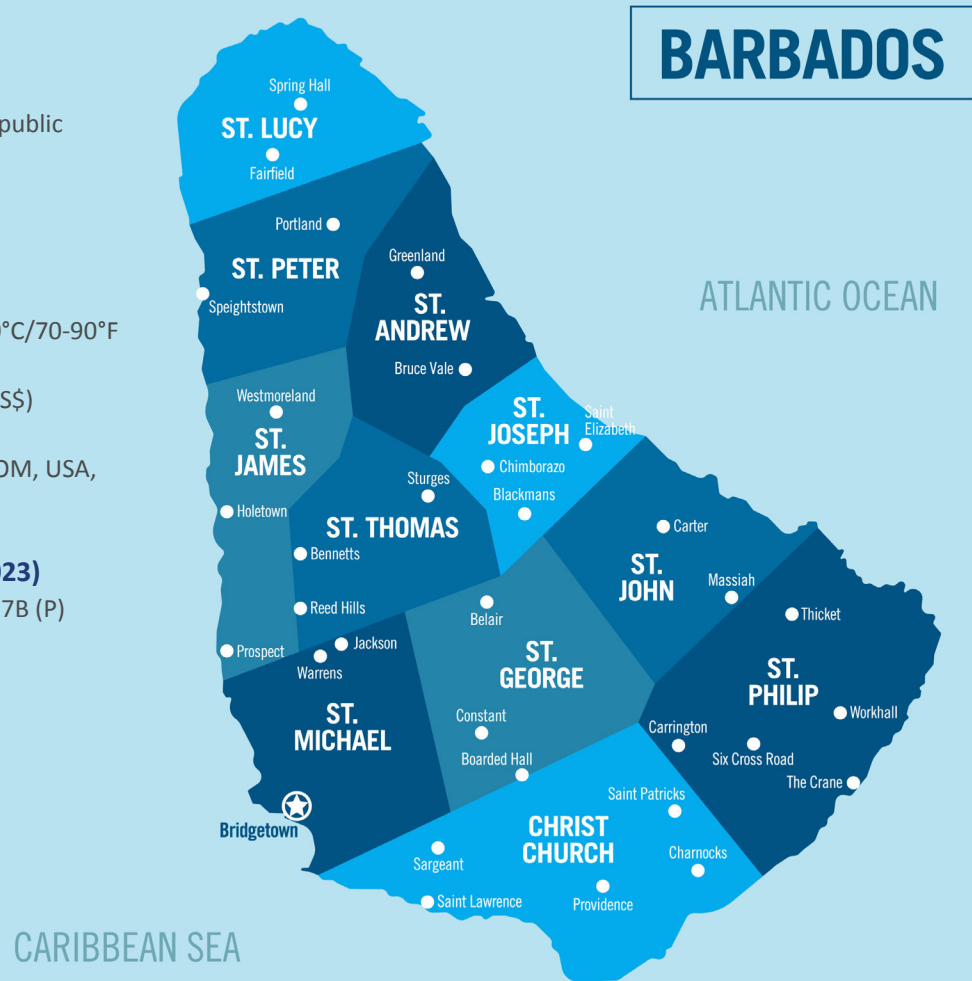 BARBADOS
public
°C/70-90°F
S$)
OM, USA,
023)
7B (P)
Spring Hall
ST. LUCY
Fairfield
Portland
ST. PETER
Speightstown
Greenland
ST.
ANDREW
Bruce Vale
ATLANTIC OCEAN
Westmoreland
ST.
JAMES
Holetown
Prospect
ST.
JOSEPH
Saint
Elizabeth
Chimborazo
Blackmans
Sturges
ST. THOMAS
Bennetts
Reed Hills
Carter
ST.
JOHN
Massiah
Belair
ST.
GEORGE
Constant
Boarded Hall
Jackson
Warrens
ST.
MICHAEL
Bridgetown
Thicket
ST.
PHILIP
Workhall
Carrington
Six Cross Road
The Crane
Saint Patricks
CHRIST
CHURCH
Charnocks
Sargeant
Saint Lawrence
Providence
CARIBBEAN SEA